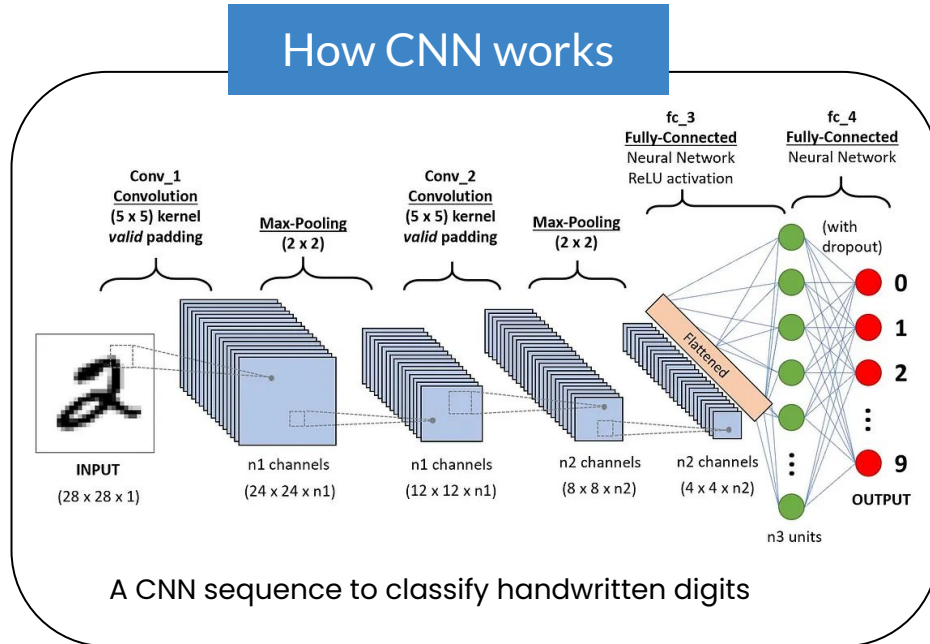 How CNN works
fc_3
Fully-Connected
Neural Network
ReLU activation
fc_4
Fully-Connected
Neural Network
(with
dropout)
Conv_1
Convolution
(5 x 5) kernel
valid padding
Max-Pooling
(2 x 2)
Conv_2
Convolution
(5 x 5) kernel
valid padding
Max-Pooling
(2 x 2)
INPUT
(28 x 28 x 1)
n1 channels
(24 x 24 x n1)
n1 channels
(12 x 12 x n1)
n2 channels
(8 x 8 x n2)
n2 channels
(4 x 4 x n2)
Flattened
n3 units
0
1
2
9
OUTPUT
A CNN sequence to classify handwritten digits